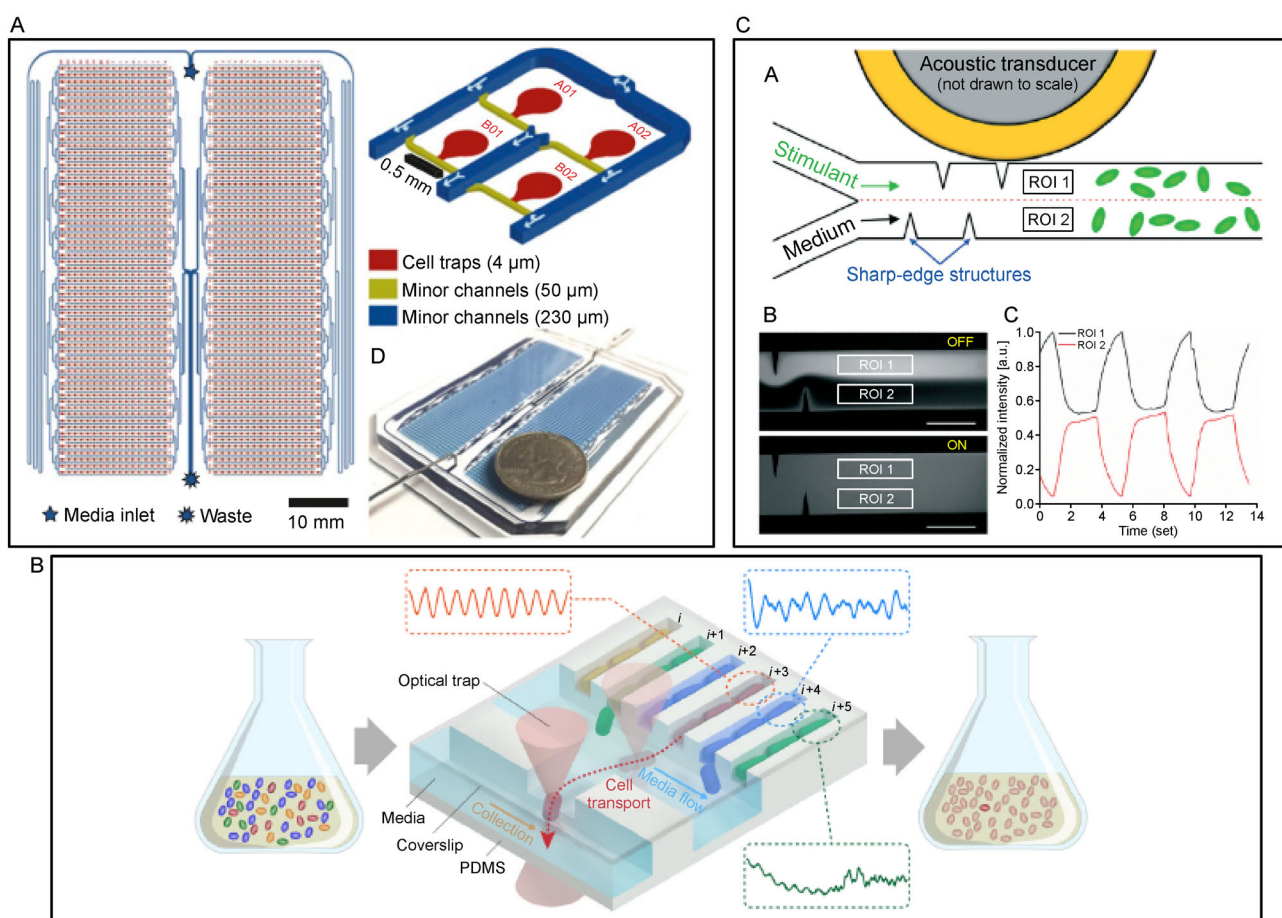 A
A01
B01
A02
B02
0.5 mm
Cell traps (4 μm)
Minor channels (50 μm)
Minor channels (230 μm)
D
Media inlet
Waste
10 mm
C
A
Acoustic transducer
(not drawn to scale)
Stimulant
Medium
ROI 1
ROI 2
Sharp-edge structures
B
OFF
ROI 1
ROI 2
ON
ROI 1
ROI 2
C
Normalized intensity [a.u.]
1.0
0.8
0.6
0.4
0.2
0.0
ROI 1
ROI 2
0 2 4 6 8 10 12 14
Time (set)
B
i
i+1
i+2
i+3
i+4
i+5
Optical trap
Media
Coverslip
PDMS
Collection
Cell
transport
Media flow